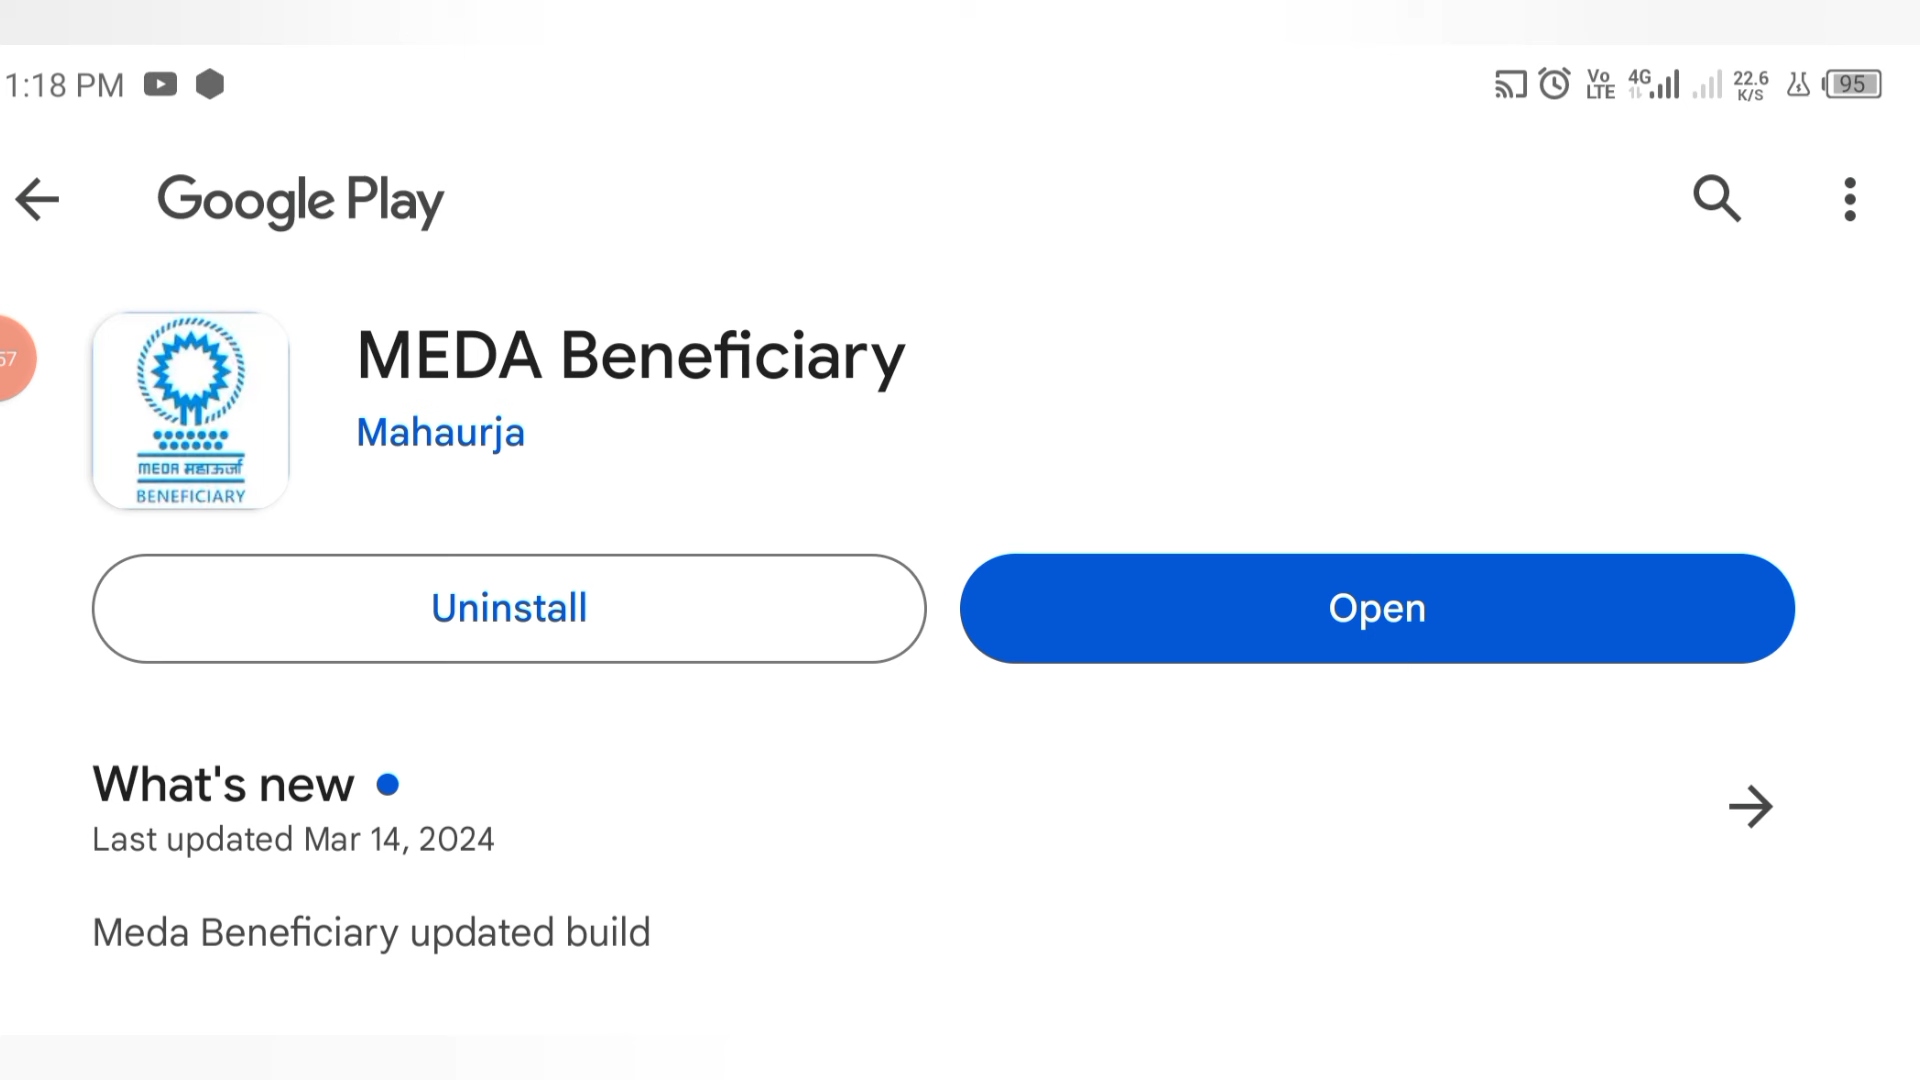 1:18 PM
Vo
LTE
4G
22.6
K/S
95
Google Play
57
MEDA Beneficiary
Mahaurja
MEDA महाऊर्जा
BENEFICIARY
Uninstall
Open
What's new
Last updated Mar 14, 2024
Meda Beneficiary updated build